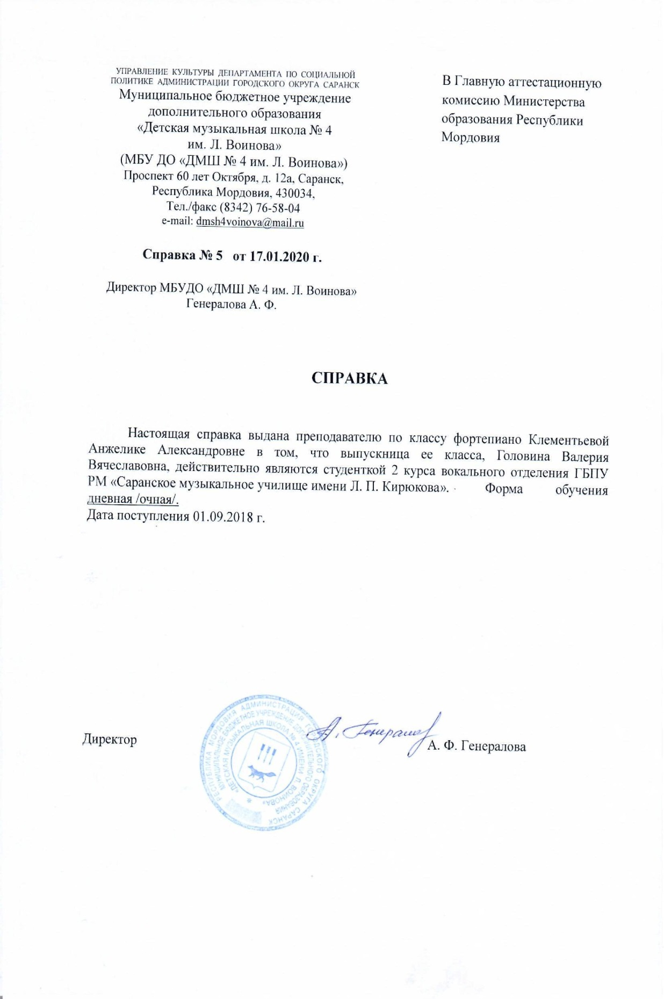 УПРАВЛЕНИЕ КУЛЬТУРЫ ДЕПАРТАМЕНТА ПО СОЦИАЛЬНОЙ
ПОЛИТИКЕ АДМИНИСТРАЦИИ ГОРОДСКОГО ОКРУГА САРАНСК
Муниципальное бюджетное учреждение
дополнительного образования
«Детская музыкальная школа № 4
им. Л. Воинова»
(МБУ ДО «ДМШ № 4 им. Л. Воинова»)
Проспект 60 лет Октября, д. 12а, Саранск,
Республика Мордовия, 430034,
Тел./факс (8342) 76-58-04
e-mail: dmsh4voinova@mail.ru
В Главную аттестационную
комиссию Министерства
образования Республики
Мордовия
Справка № 5 от 17.01.2020 г.
Директор МБУДО «ДМШ № 4 им. Л. Воинова»
Генералова А. Ф.
СПРАВКА
Настоящая справка выдана преподавателю по классу фортепиано Клементьевой
Анжелике Александровне в том, что выпускница ее класса, Головина Валерия
Вячеславовна, действительно являются студенткой 2 курса вокального отделения ГБПУ
РМ «Саранское музыкальное училище имени Л. П. Кирюкова». Форма обучения
дневная /очная/.
Дата поступления 01.09.2018 г.
Директор
А. Ф. Генералова
РЕСПУБЛИКА МОРДОВИЯ АДМИНИСТРАЦИЯ ГОРОДСКОГО ОКРУГА САРАНСК
МУНИЦИПАЛЬНОЕ БЮДЖЕТНОЕ УЧРЕЖДЕНИЕ ДОПОЛНИТЕЛЬНОГО ОБРАЗОВАНИЯ
«ДЕТСКАЯ МУЗЫКАЛЬНАЯ ШКОЛА № 4 ИМЕНИ Л. ВОИНОВА» *